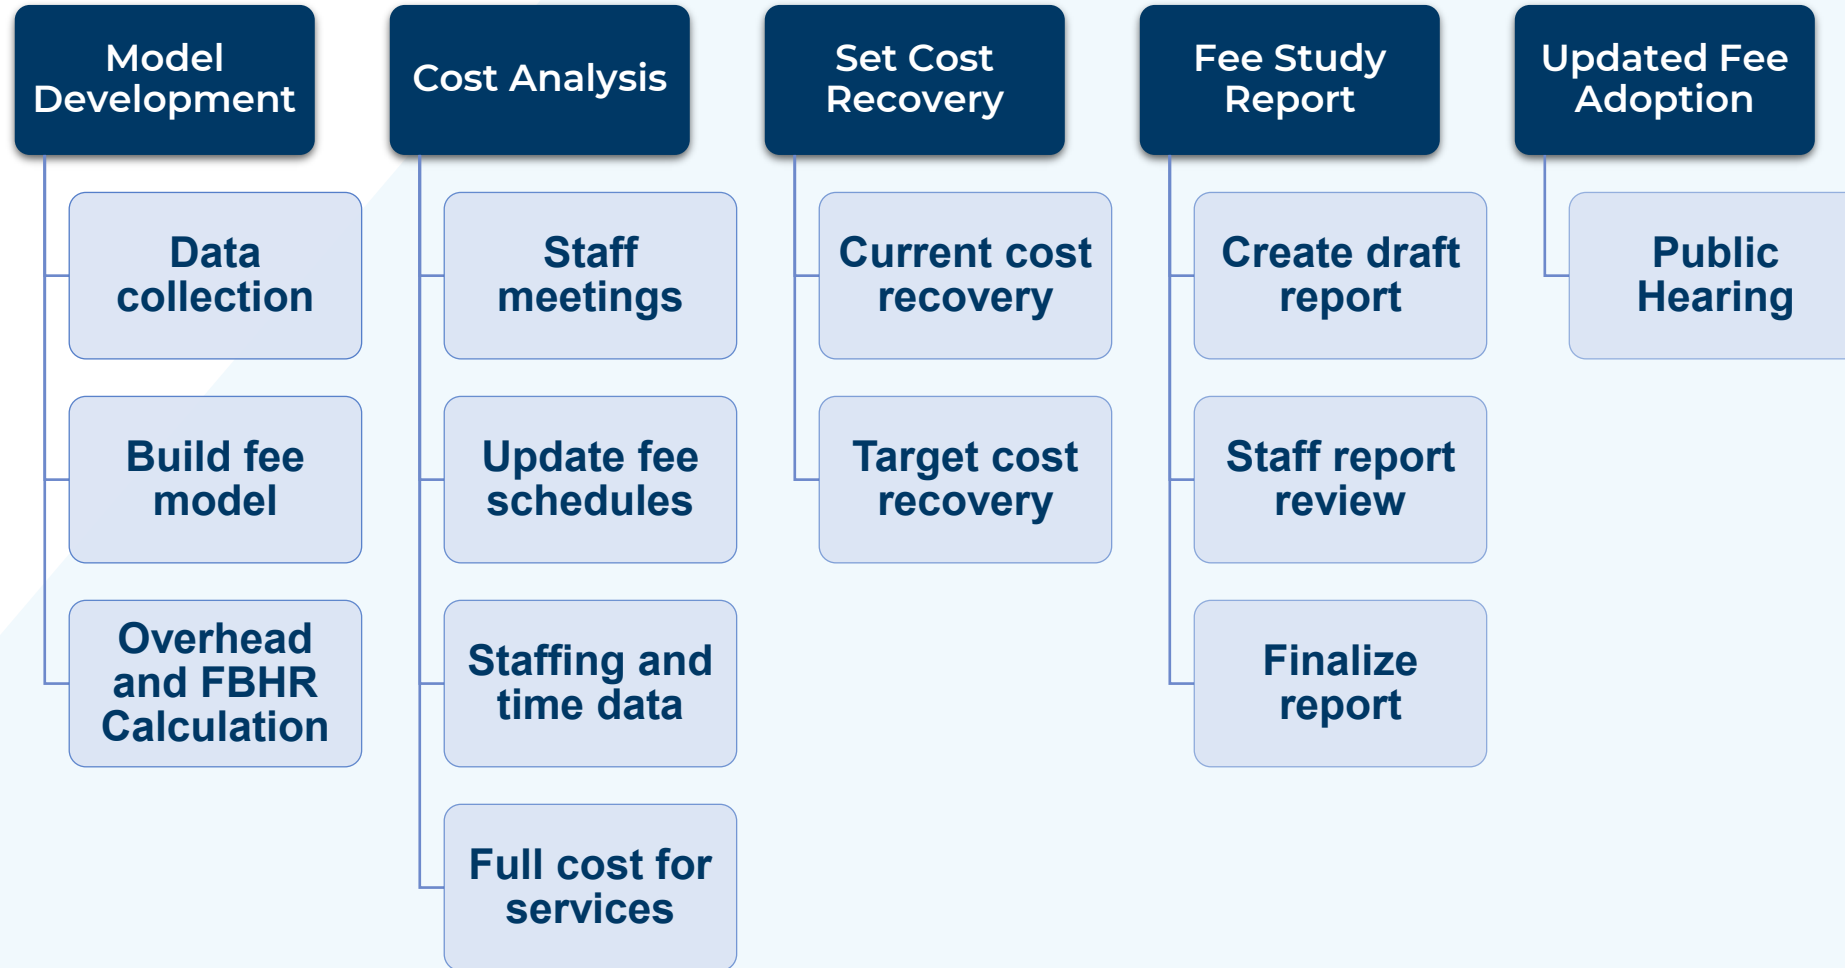 Model
Development
Data
collection
Build fee
model
Overhead
and FBHR
Calculation
Cost Analysis
Staff
meetings
Update fee
schedules
Staffing and
time data
Full cost for
services
Set Cost
Recovery
Current cost
recovery
Target cost
recovery
Fee Study
Report
Create draft
report
Staff report
review
Finalize
report
Updated Fee
Adoption
Public
Hearing